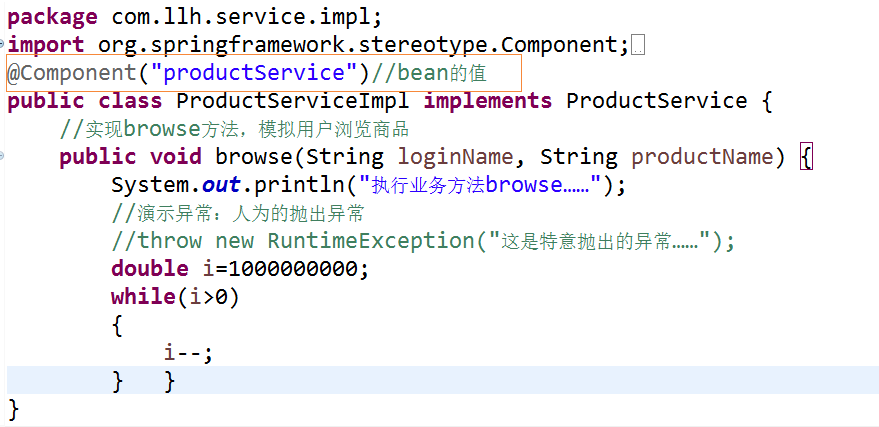 package com.llh.service.impl;
import org.springframework.stereotype.Component;
@Component("productService")//bean的值
public class ProductServiceImpl implements ProductService {
    //实现browse方法，模拟用户浏览商品
    public void browse(String loginName, String productName) {
        System.out.println("执行业务方法browse……");
        //演示异常：人为的抛出异常
        //throw new RuntimeException("这是特意抛出的异常……");
        double i=1000000000;
        while(i>0)
        {
            i--;
        }   }
}